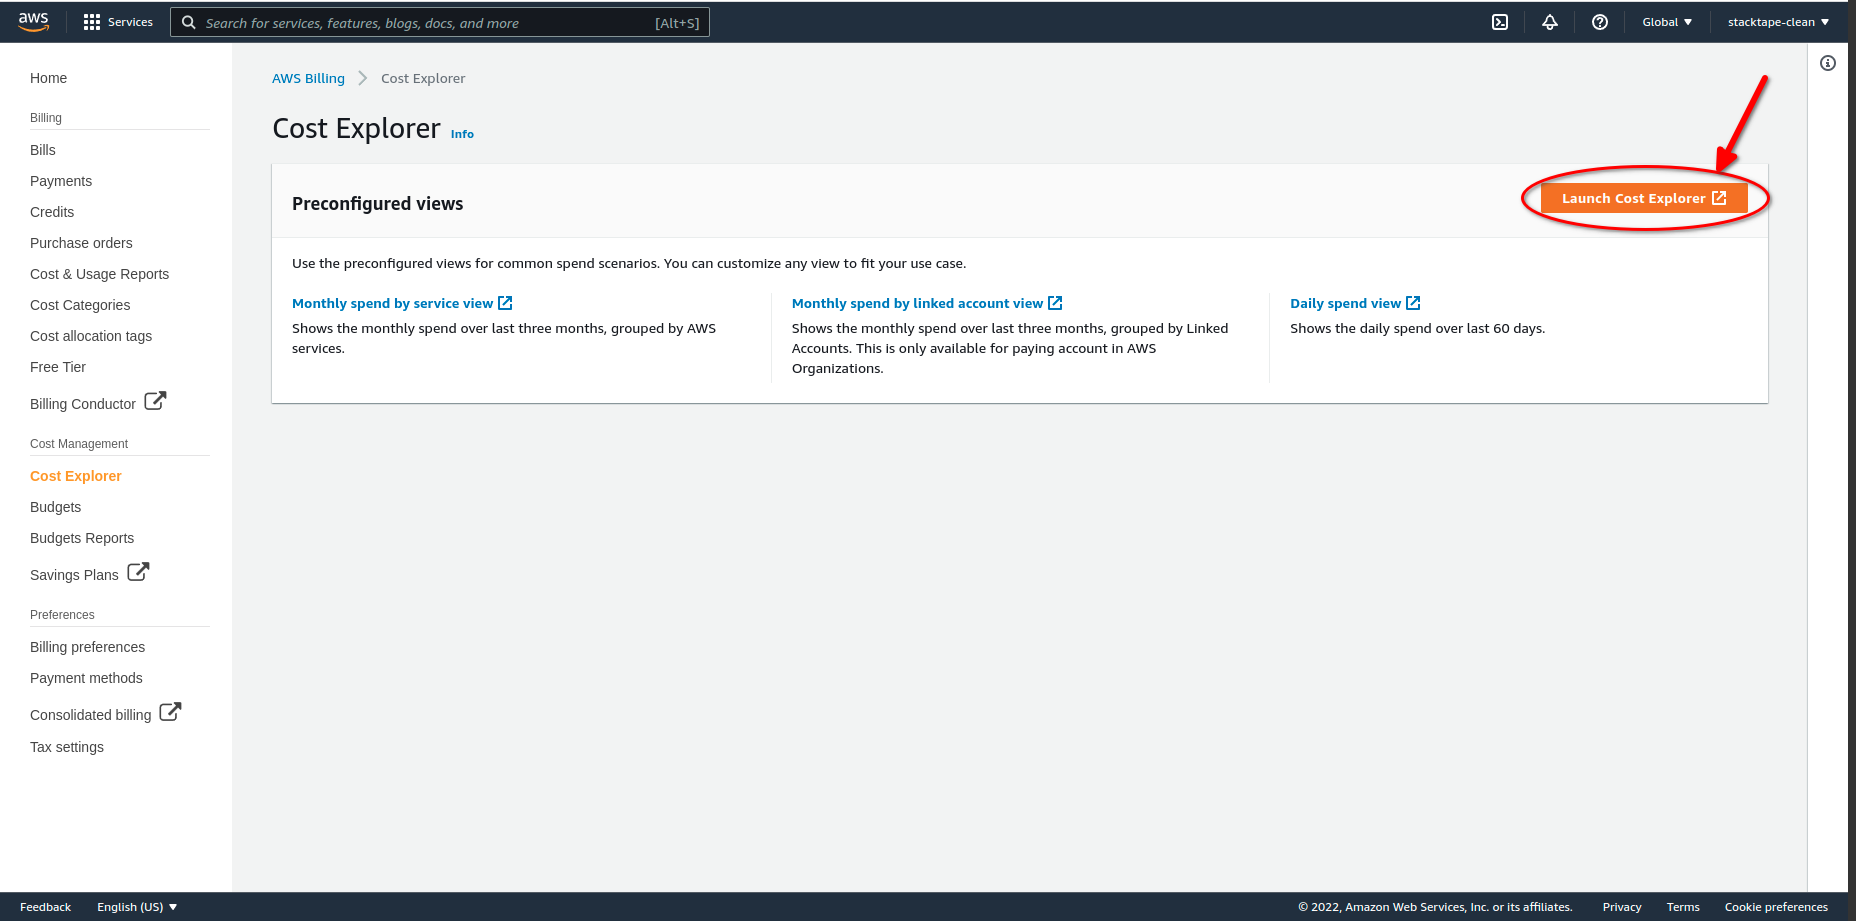 aws
Services
Search for services, features, blogs, docs, and more
[Alt+S]
Global
stacktape-clean
Home
Billing
Bills
Payments
Credits
Purchase orders
Cost & Usage Reports
Cost Categories
Cost allocation tags
Free Tier
Billing Conductor
Cost Management
Cost Explorer
Budgets
Budgets Reports
Savings Plans
Preferences
Billing preferences
Payment methods
Consolidated billing
Tax settings
AWS Billing
Cost Explorer
Cost Explorer Info
Preconfigured views
Launch Cost Explorer
Use the preconfigured views for common spend scenarios. You can customize any view to fit your use case.
Monthly spend by service view
Shows the monthly spend over last three months, grouped by AWS
services.
Monthly spend by linked account view
Shows the monthly spend over last three months, grouped by Linked
Accounts. This is only available for paying account in AWS
Organizations.
Daily spend view
Shows the daily spend over last 60 days.
Feedback
English (US)
© 2022, Amazon Web Services, Inc. or its affiliates.
Privacy
Terms
Cookie preferences